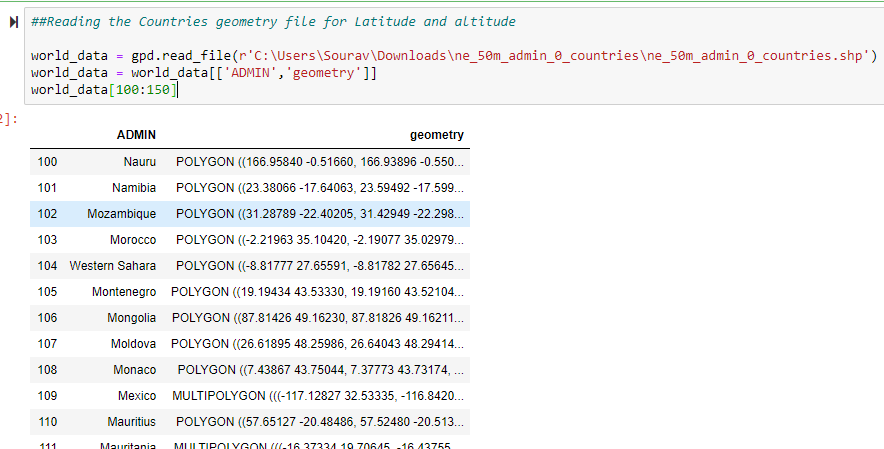 ##Reading the Countries geometry file for Latitude and altitude
world_data = gpd.read_file(r'C:\Users\Sourav\Downloads\ne_50m_admin_0_countries\ne_50m_admin_0_countries.shp')
world_data = world_data[['ADMIN','geometry']]
world_data[100:150]
2]:
ADMIN geometry
100 Nauru POLYGON ((166.95840 -0.51660, 166.93896 -0.550...
101 Namibia POLYGON ((23.38066 -17.64063, 23.59492 -17.599...
102 Mozambique POLYGON ((31.28789 -22.40205, 31.42949 -22.298...
103 Morocco POLYGON ((-2.21963 35.10420, -2.19077 35.02979...
104 Western Sahara POLYGON ((-8.81777 27.65591, -8.81782 27.65645...
105 Montenegro POLYGON ((19.19434 43.53330, 19.19160 43.52104...
106 Mongolia POLYGON ((87.81426 49.16230, 87.81826 49.16211...
107 Moldova POLYGON ((26.61895 48.25986, 26.64043 48.29414...
108 Monaco POLYGON ((7.43867 43.75044, 7.37773 43.73174, ...
109 Mexico MULTIPOLYGON (((-117.12827 32.53335, -116.8420...
110 Mauritius POLYGON ((57.65127 -20.48486, 57.52480 -20.513...
111 Mauritania MULTIPOLYGON (((-16.37334 19.70645, -16.43755...